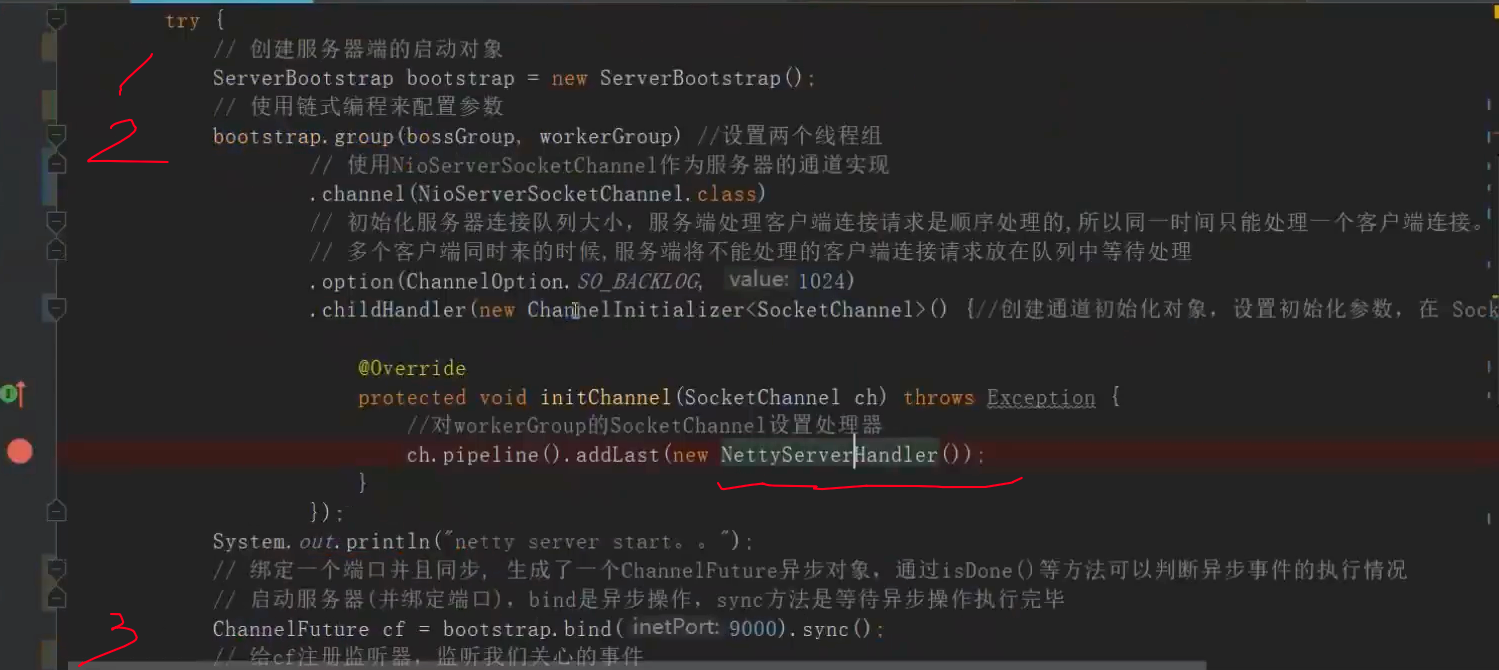 try {
// 创建服务器端的启动对象
1
ServerBootstrap bootstrap = new ServerBootstrap();
// 使用链式编程来配置参数
2
bootstrap.group(bossGroup, workerGroup) //设置两个线程组
// 使用NioServerSocketChannel作为服务器的通道实现
.channel(NioServerSocketChannel.class)
// 初始化服务器连接队列大小，服务端处理客户端连接请求是顺序处理的,所以同一时间只能处理一个客户端连接。
// 多个客户端同时来的时候,服务端将不能处理的客户端连接请求放在队列中等待处理
.option(ChannelOption.SO_BACKLOG, value: 1024)
.childHandler(new ChannelInitializer<SocketChannel>() {//创建通道初始化对象，设置初始化参数，在 Sock
@Override
protected void initChannel(SocketChannel ch) throws Exception {
//对workerGroup的SocketChannel设置处理器
ch.pipeline().addLast(new NettyServerHandler());
}
});
System.out.println("netty server start。。");
// 绑定一个端口并且同步, 生成了一个ChannelFuture异步对象，通过isDone()等方法可以判断异步事件的执行情况
// 启动服务器(并绑定端口)，bind是异步操作，sync方法是等待异步操作执行完毕
3
ChannelFuture cf = bootstrap.bind( inetPort: 9000).sync();
// 给cf注册监听器，监听我们关心的事件